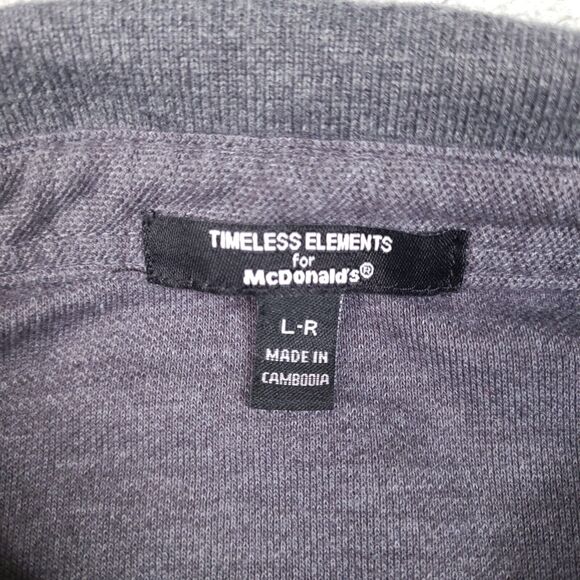 TIMELESS ELEMENTS
for
McDonald's®
L-R
MADE IN
CAMBODIA